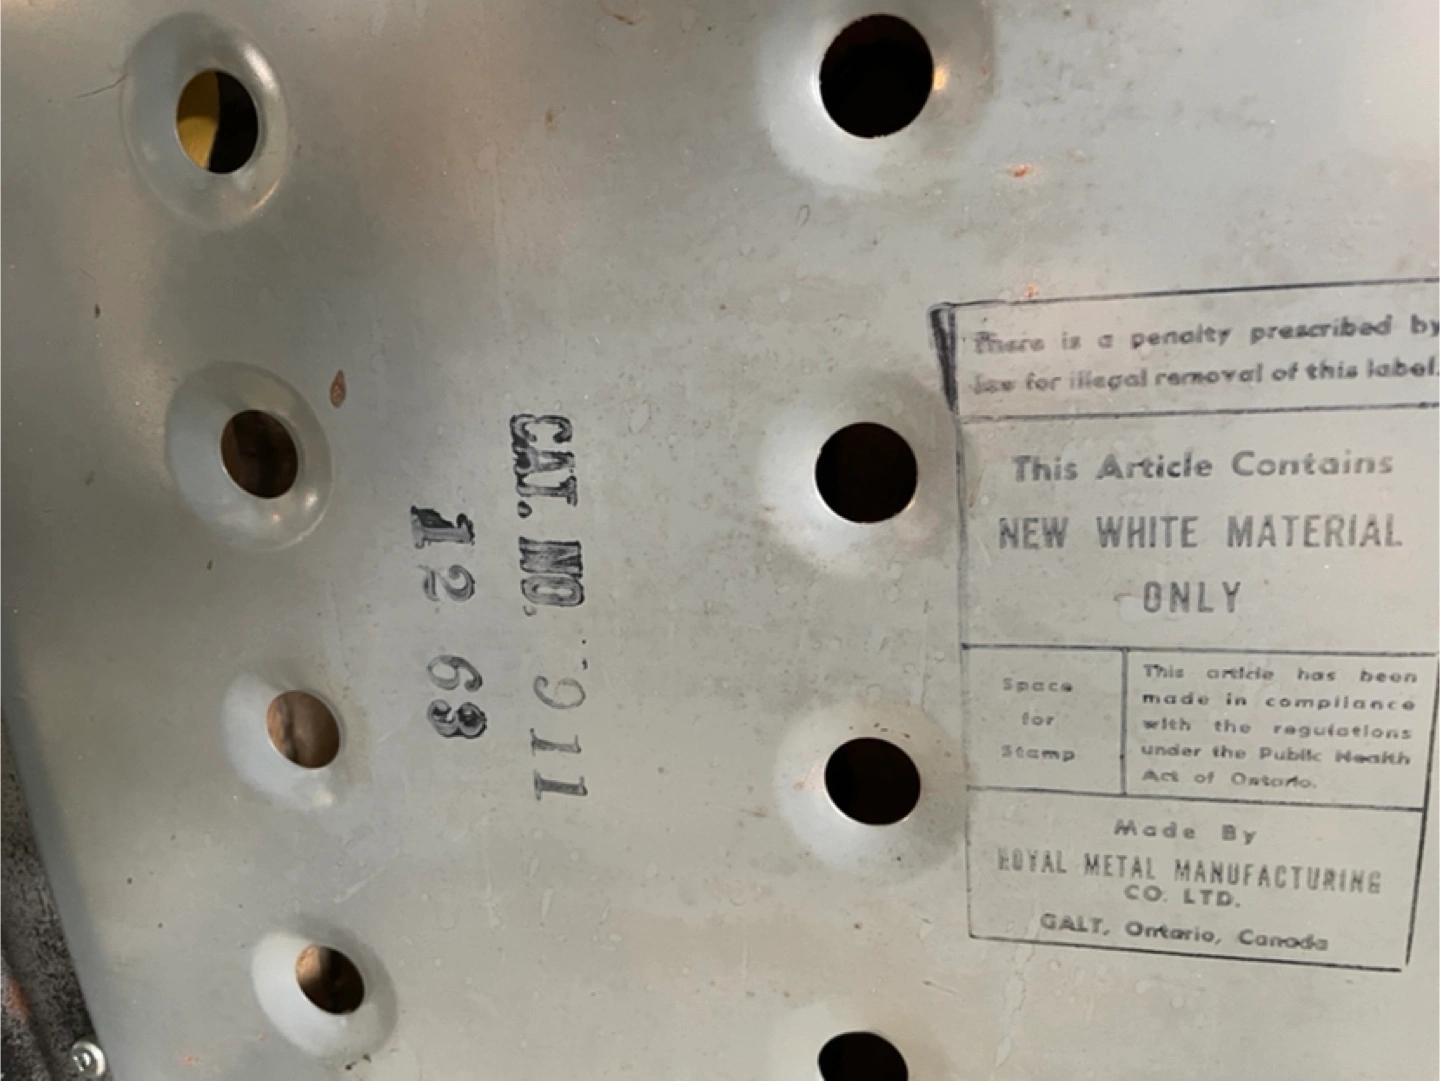 CAT. NO. 911
12 68
There is a penalty prescribed by
law for illegal removal of this label.
This Article Contains
NEW WHITE MATERIAL
ONLY
Space
for
Stamp
This article has been
made in compliance
with the regulations
under the Public Health
Act of Ontario.
Made By
ROYAL METAL MANUFACTURING
CO. LTD.
GALT, Ontario, Canada